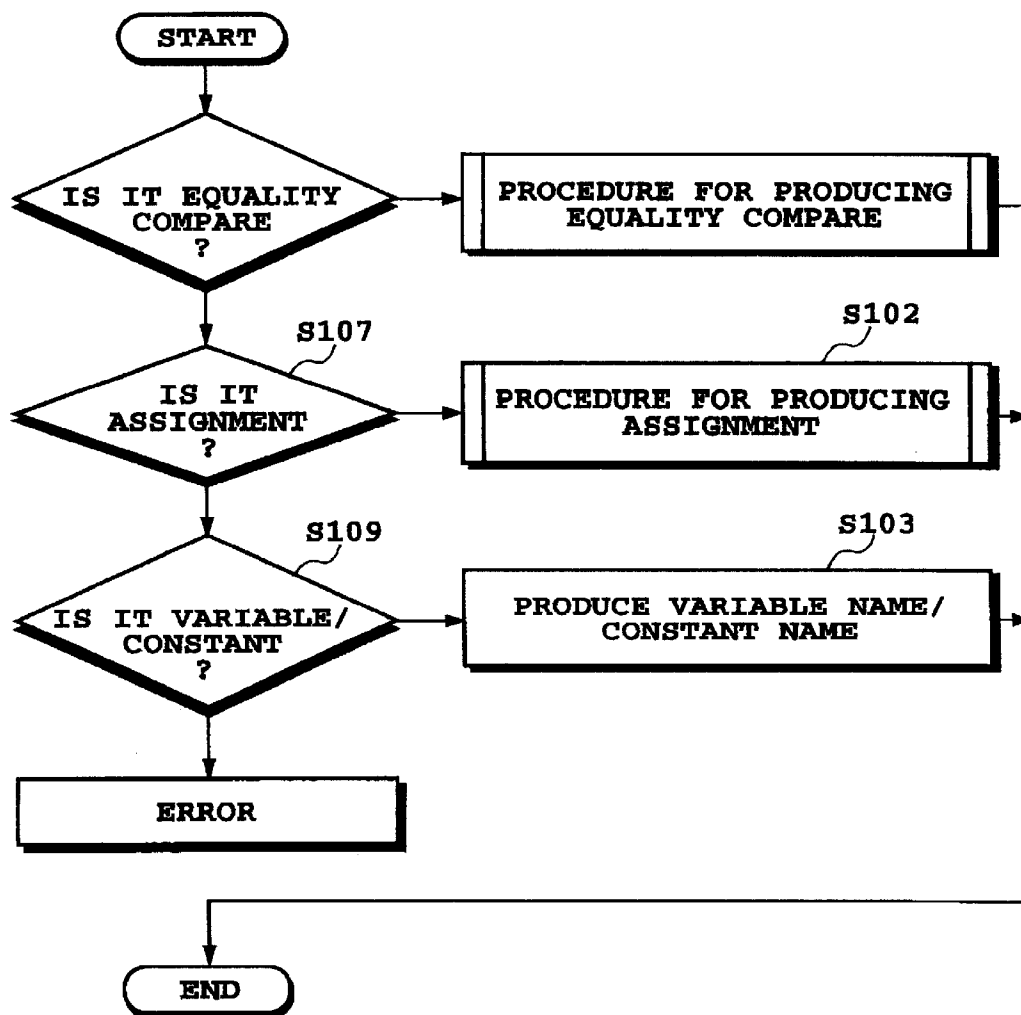 START
IS IT EQUALITY
COMPARE
?
PROCEDURE FOR PRODUCING
EQUALITY COMPARE
S107
IS IT
ASSIGNMENT
?
S102
PROCEDURE FOR PRODUCING
ASSIGNMENT
S109
IS IT VARIABLE/
CONSTANT
?
S103
PRODUCE VARIABLE NAME/
CONSTANT NAME
ERROR
END